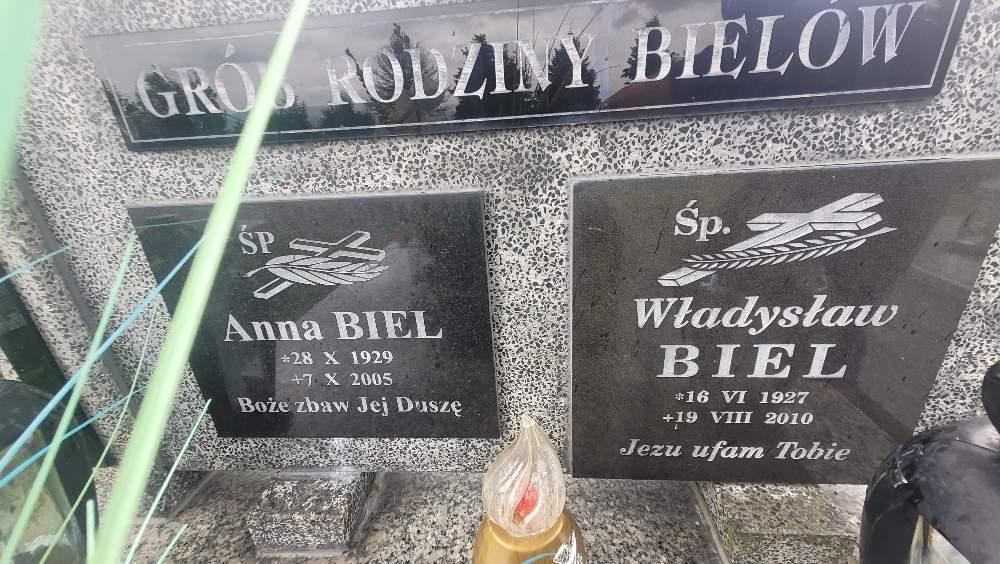 GRÓB RODZINY BIELÓW
ŚP
Anna BIEL
*28 X 1929
+7 X 2005
Boże zbaw Jej Duszę
Śp.
Władysław
BIEL
*16 VI 1927
+19 VIII 2010
Jezu ufam Tobie